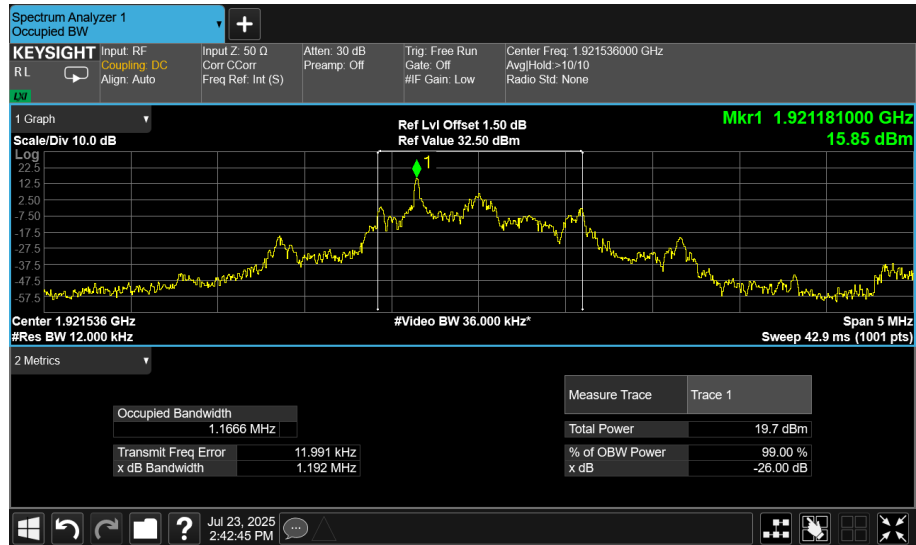 Spectrum Analyzer 1
Occupied BW
+
KEYSIGHT
R L
LXI
Input: RF
Coupling: DC
Align: Auto
Input Z: 50 Ω
Corr CCorr
Freq Ref: Int (S)
Atten: 30 dB
Preamp: Off
Trig: Free Run
Gate: Off
#IF Gain: Low
Center Freq: 1.921536000 GHz
Avg|Hold:>10/10
Radio Std: None
1 Graph
Scale/Div 10.0 dB
Ref Lvl Offset 1.50 dB
Ref Value 32.50 dBm
Mkr1 1.921181000 GHz
15.85 dBm
Log
22.5
12.5
2.50
-7.50
-17.5
-27.5
-37.5
-47.5
-57.5
1
Center 1.921536 GHz
#Res BW 12.000 kHz
#Video BW 36.000 kHz*
Span 5 MHz
Sweep 42.9 ms (1001 pts)
2 Metrics
Occupied Bandwidth
1.1666 MHz
Transmit Freq Error 11.991 kHz
x dB Bandwidth 1.192 MHz
Measure Trace Trace 1
Total Power 19.7 dBm
% of OBW Power 99.00 %
x dB -26.00 dB
?
Jul 23, 2025
2:42:45 PM